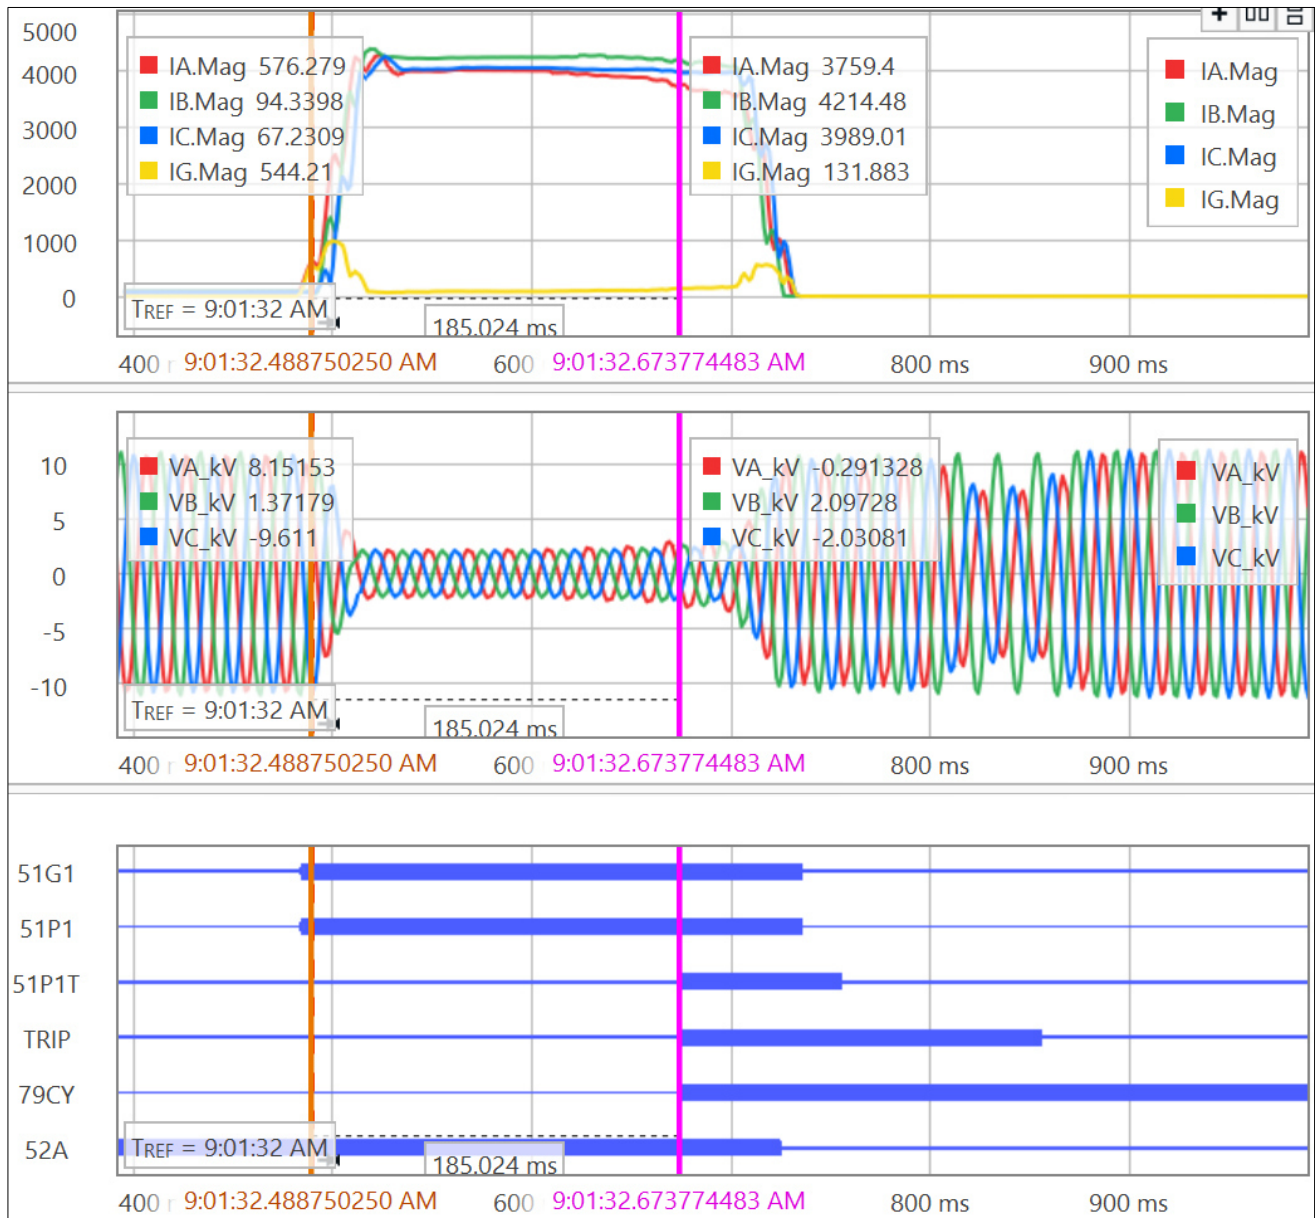 5000
4000
3000
2000
1000
0
IA.Mag 576.279
IB.Mag 94.3398
IC.Mag 67.2309
IG.Mag 544.21
IA.Mag 3759.4
IB.Mag 4214.48
IC.Mag 3989.01
IG.Mag 131.883
IA.Mag
IB.Mag
IC.Mag
IG.Mag
TREF = 9:01:32 AM
185.024 ms
400 9:01:32.488750250 AM 600 9:01:32.673774483 AM 800 ms 900 ms
10
5
0
-5
-10
VA_kV 8.15153
VB_kV 1.37179
VC_kV -9.611
VA_kV -0.291328
VB_kV 2.09728
VC_kV -2.03081
VA_kV
VB_kV
VC_kV
TREF = 9:01:32 AM
185.024 ms
400 9:01:32.488750250 AM 600 9:01:32.673774483 AM 800 ms 900 ms
51G1
51P1
51P1T
TRIP
79CY
52A
TREF = 9:01:32 AM
185.024 ms
400 9:01:32.488750250 AM 600 9:01:32.673774483 AM 800 ms 900 ms